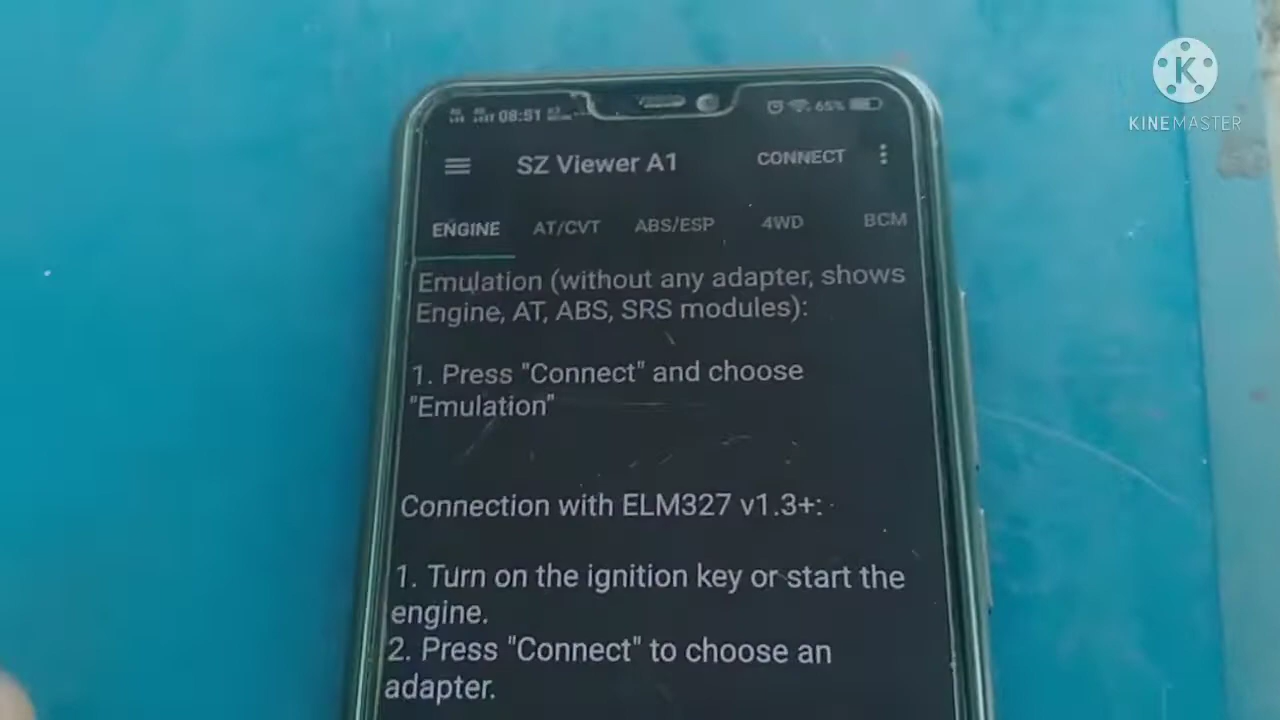 08:51 65%
SZ Viewer A1 CONNECT
ENGINE AT/CVT ABS/ESP 4WD BCM
Emulation (without any adapter, shows
Engine, AT, ABS, SRS modules):
1. Press "Connect" and choose
"Emulation"
Connection with ELM327 v1.3+:
1. Turn on the ignition key or start the
engine.
2. Press "Connect" to choose an
adapter.
K
KINEMASTER